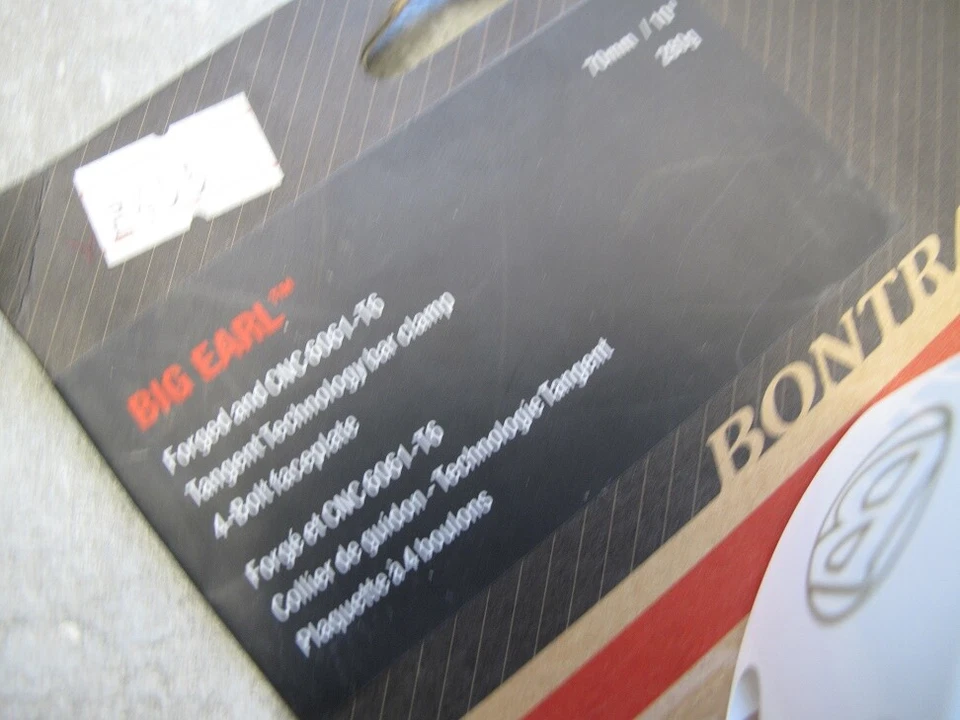 70mm / 10°
280g
BIG EARL™
Forged and CNC 6061-T6
Tangent Technology bar clamp
4-Bolt faceplate
Forgé et CNC 6061-T6
Collier de guidon - Technologie Tangent
Plaquette à 4 boulons
BONTRA
B